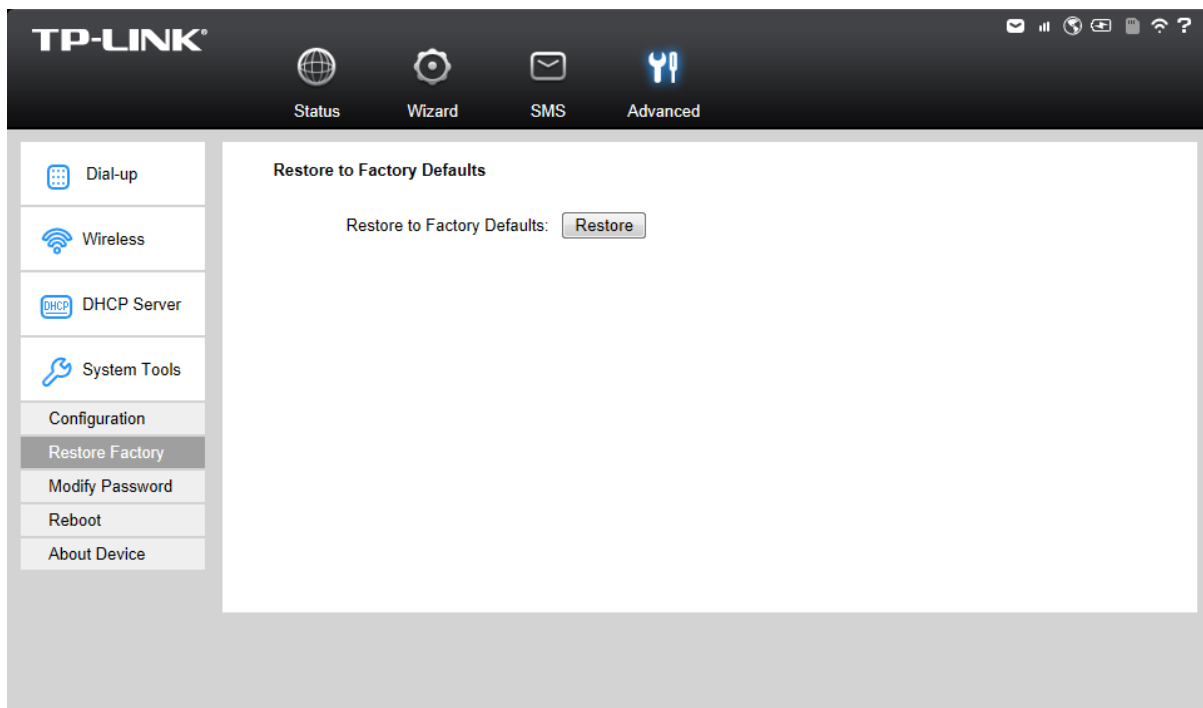 TP-LINK®
?
Status Wizard SMS Advanced
Dial-up
Wireless
DHCP
DHCP Server
System Tools
Configuration
Restore Factory
Modify Password
Reboot
About Device
Restore to Factory Defaults
Restore to Factory Defaults: Restore